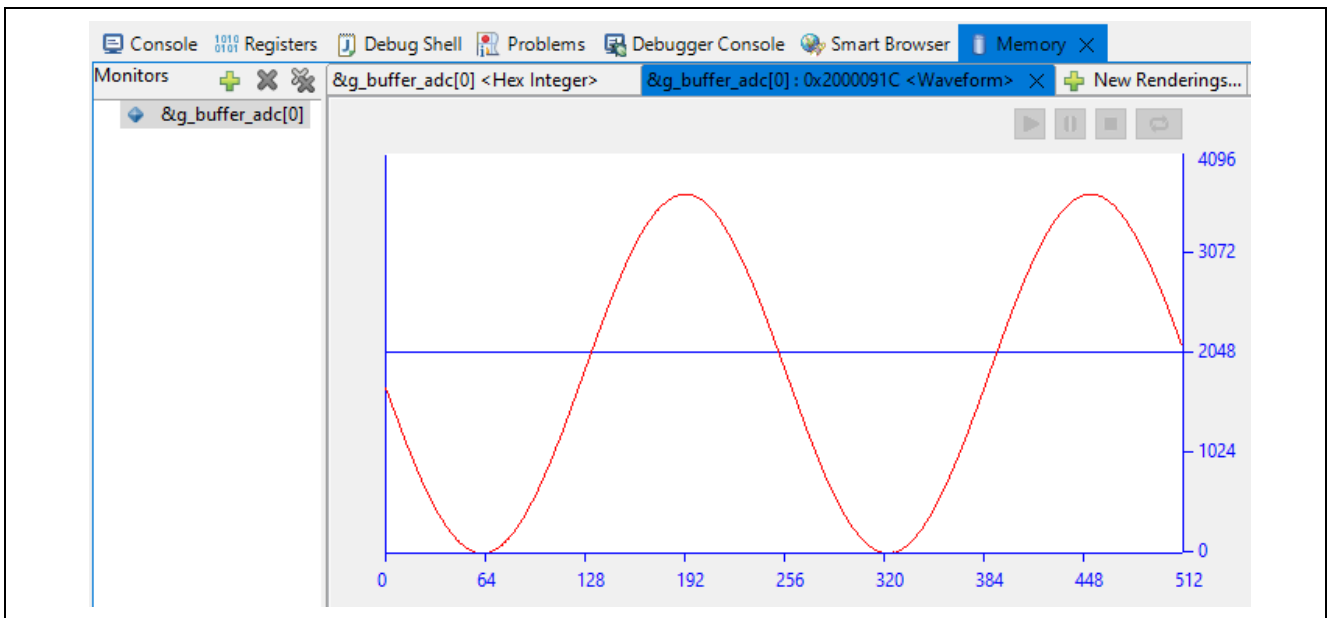 Console Registers Debug Shell Problems Debugger Console Smart Browser Memory
Monitors
&g_buffer_adc[0] <Hex Integer> &g_buffer_adc[0] : 0x2000091C <Waveform> New Renderings...
&g_buffer_adc[0]
4096
3072
2048
1024
0
0 64 128 192 256 320 384 448 512